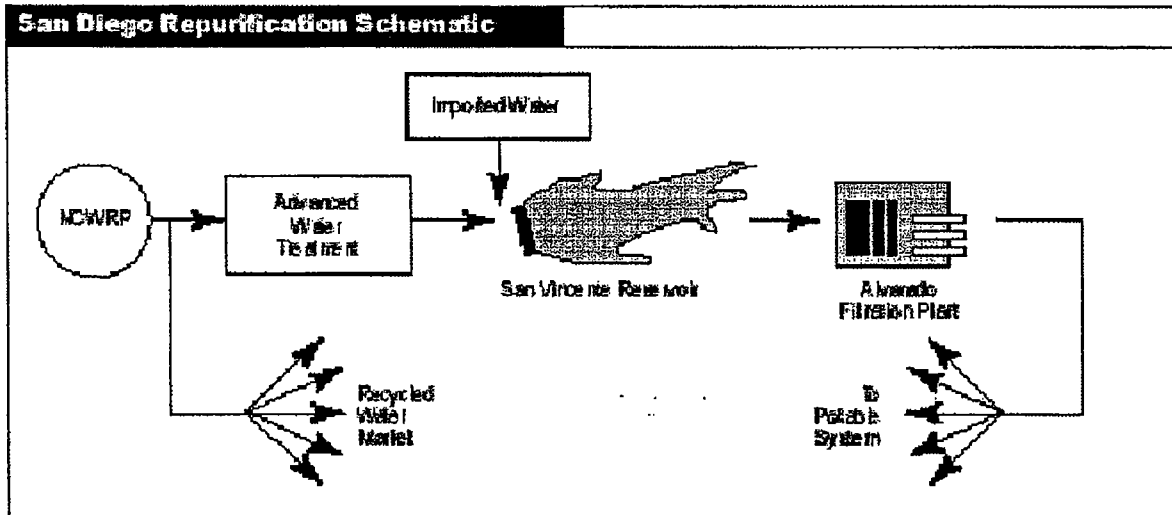 San Diego Repurification Schematic
Imported Water
NCWRP
Advanced
Water
Treatment
San Vincente Reservoir
Alvarado
Filtration Plant
Recycled
Water
Market
To
Potable
System